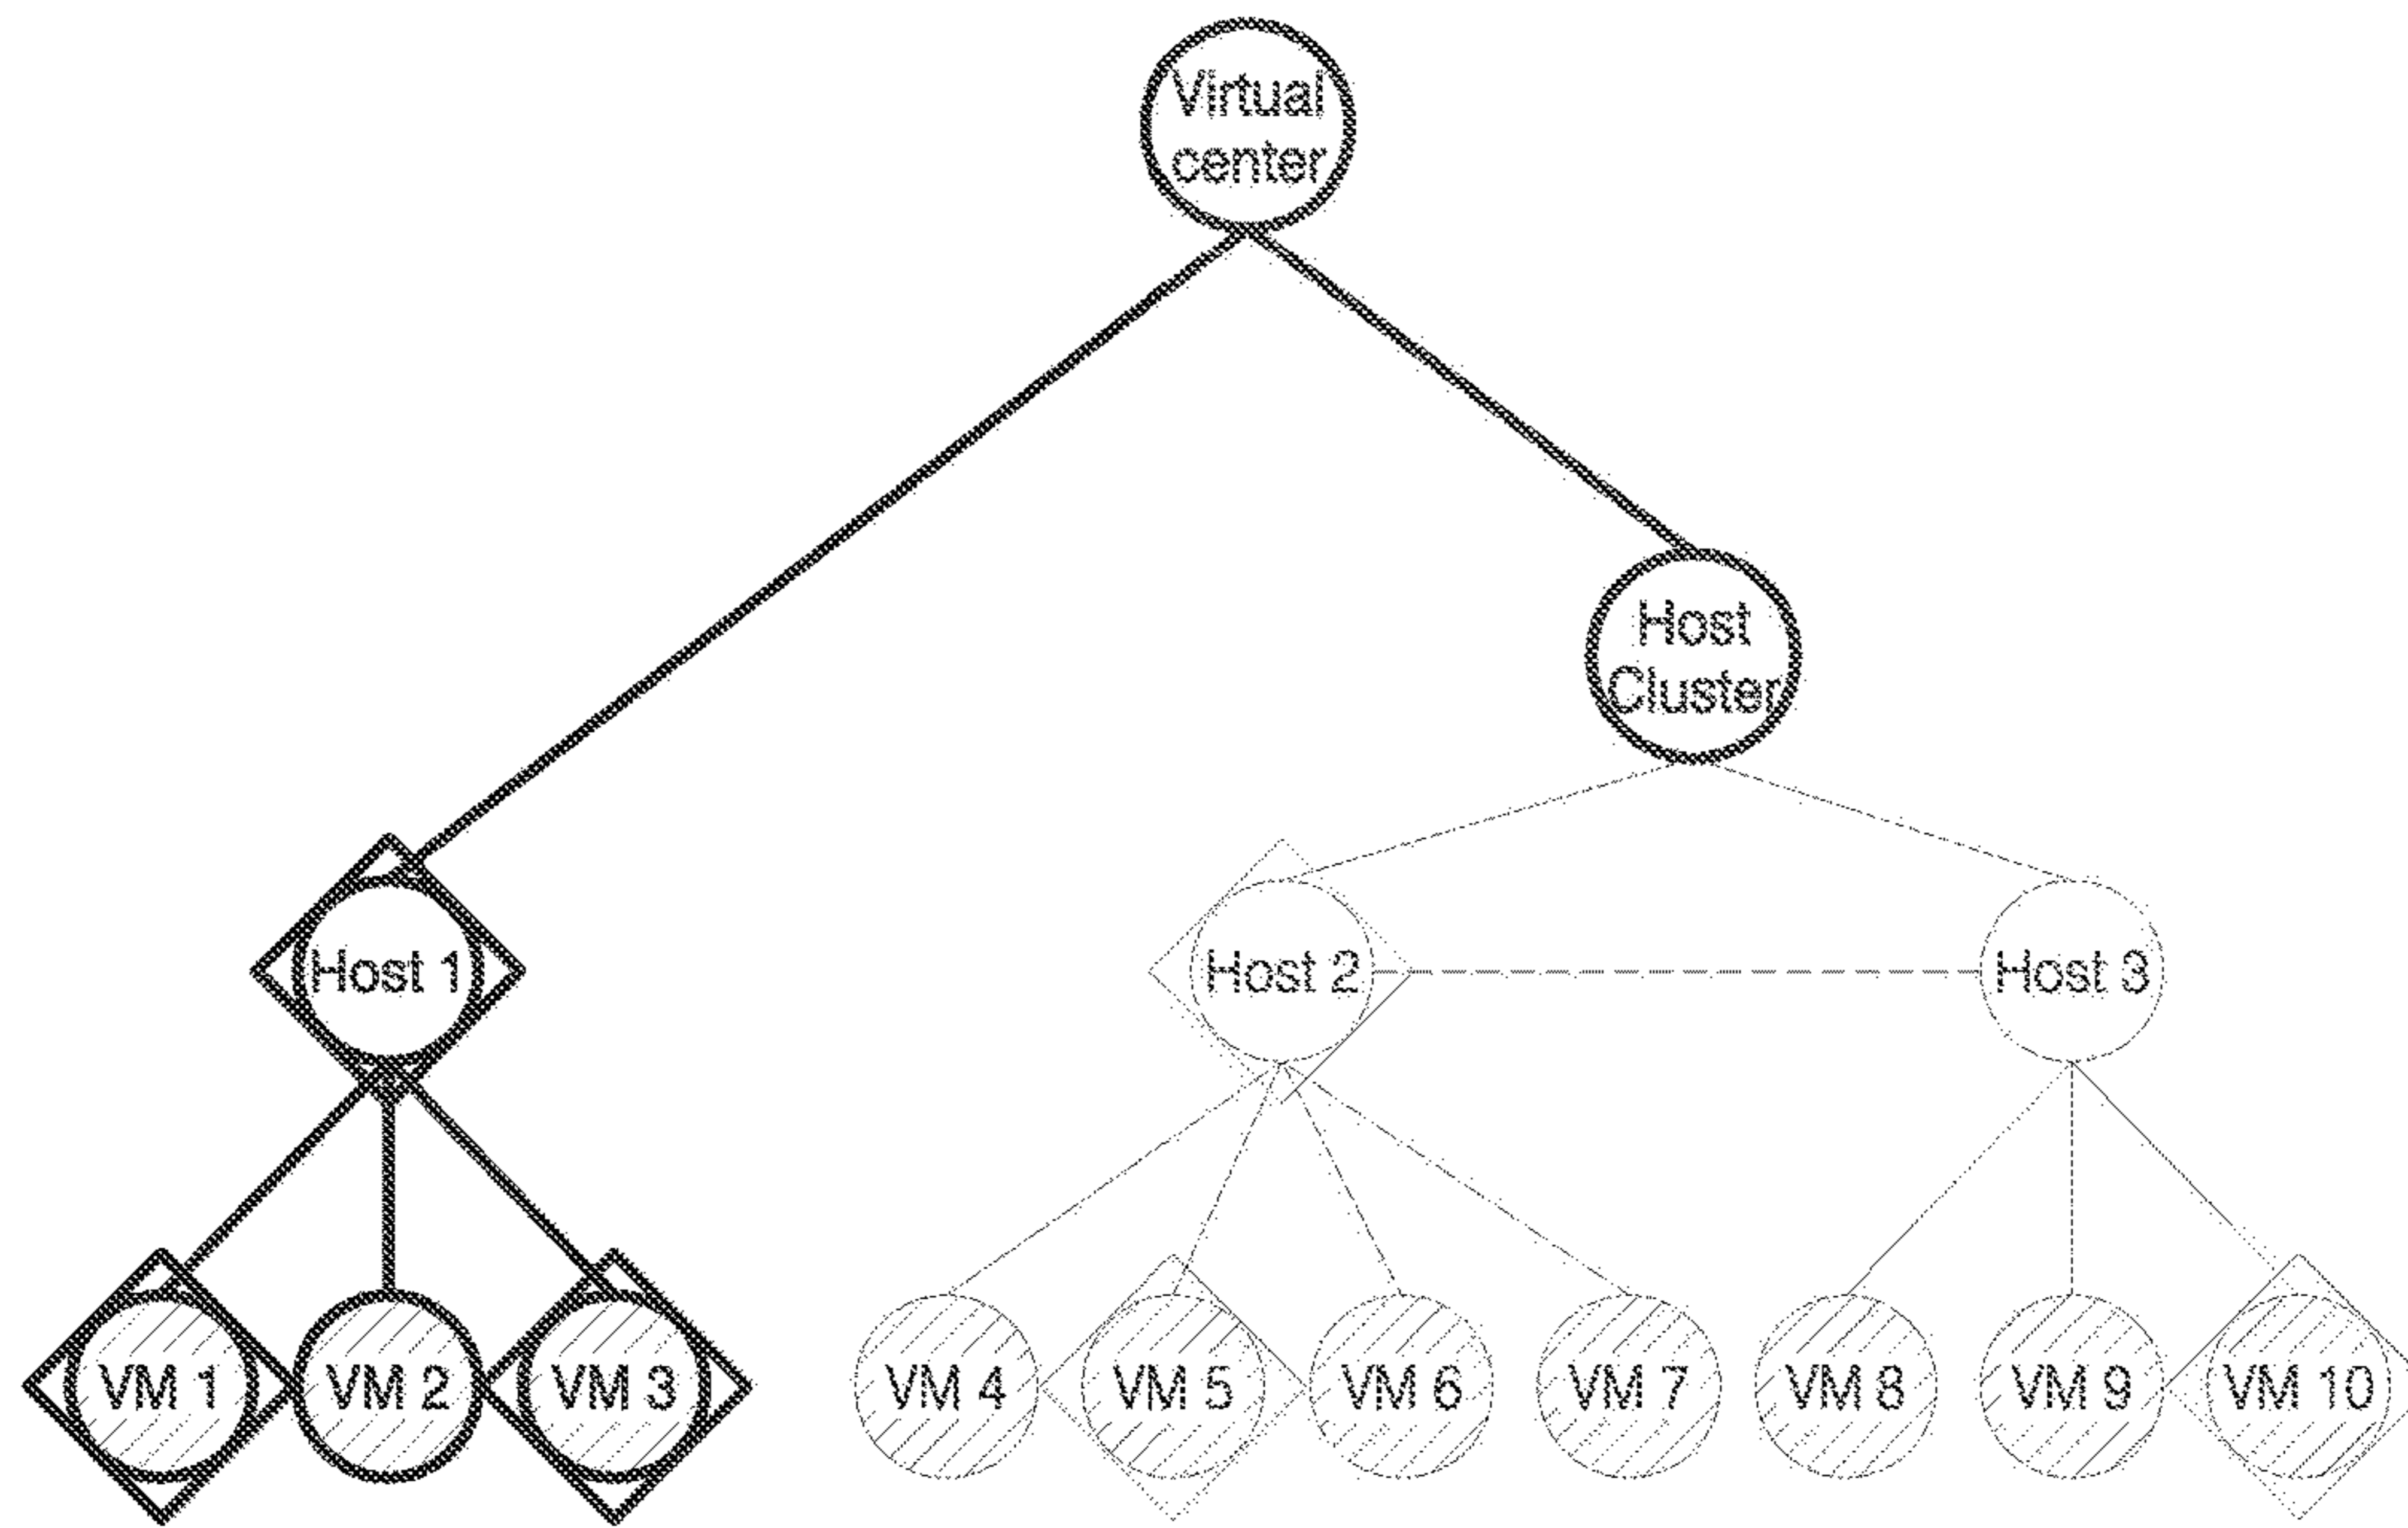 Virtual
center
Host
Cluster
Host 1
Host 2
Host 3
VM 1
VM 2
VM 3
VM 4
VM 5
VM 6
VM 7
VM 8
VM 9
VM 10